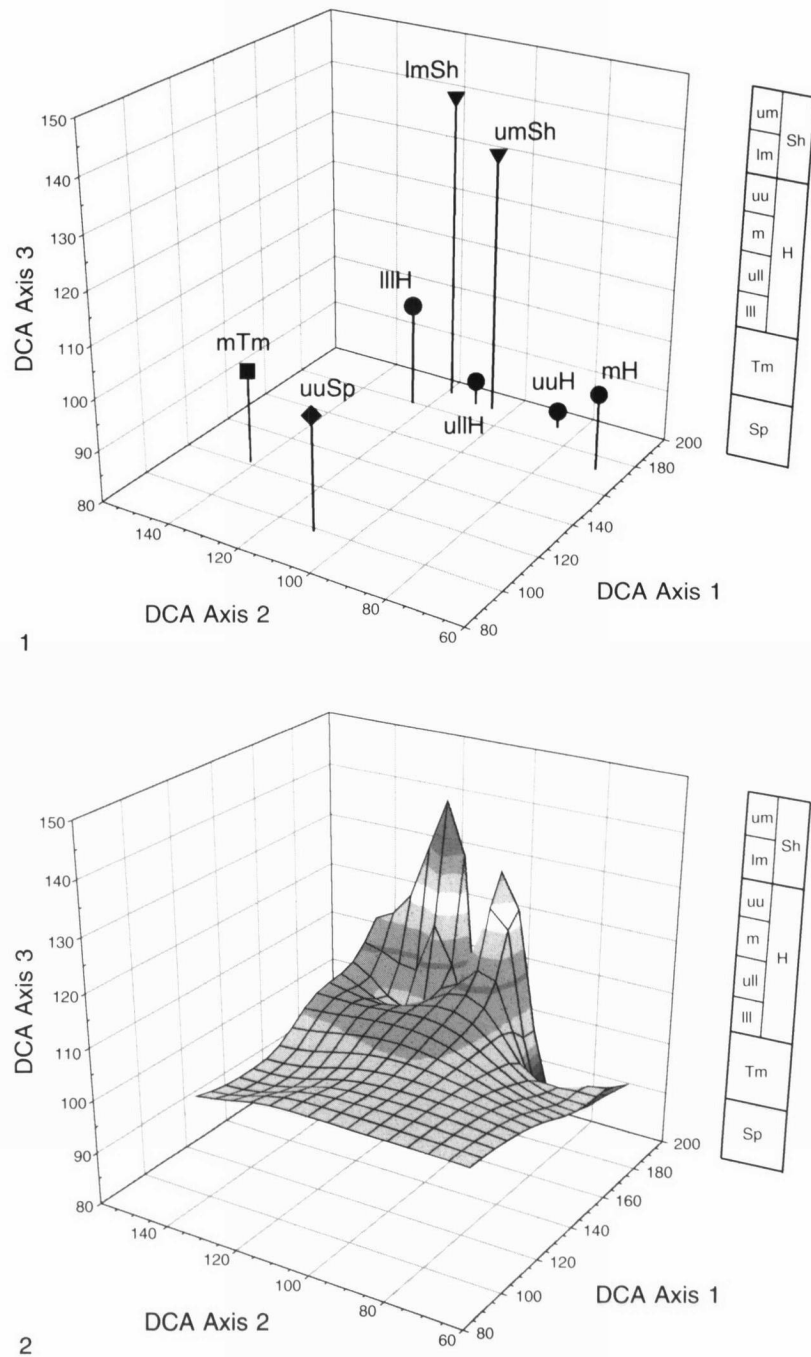 lmSh
umSh
lllH
mTm
uuSp
ullH
uuH
mH
150
140
130
120
110
100
90
80
DCA Axis 3
140
120
100
80
60
DCA Axis 2
80
100
120
140
160
180
200
DCA Axis 1
um
lm
Sh
uu
m
ull
lll
H
Tm
Sp
1
150
140
130
120
110
100
90
80
DCA Axis 3
140
120
100
80
60
DCA Axis 2
80
100
120
140
160
180
200
DCA Axis 1
um
lm
Sh
uu
m
ull
lll
H
Tm
Sp
2